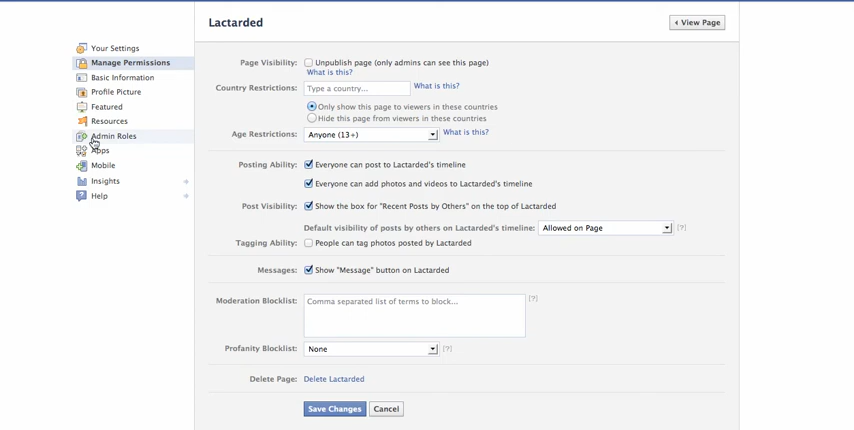 Lactarded
View Page
Your Settings
Manage Permissions
Basic Information
Profile Picture
Featured
Resources
Admin Roles
Apps
Mobile
Insights
Help
Page Visibility: Unpublish page (only admins can see this page)
What is this?
Country Restrictions: Type a country... What is this?
Only show this page to viewers in these countries
Hide this page from viewers in these countries
Age Restrictions: Anyone (13+) What is this?
Posting Ability: Everyone can post to Lactarded's timeline
Everyone can add photos and videos to Lactarded's timeline
Post Visibility: Show the box for "Recent Posts by Others" on the top of Lactarded
Default visibility of posts by others on Lactarded's timeline: Allowed on Page [?]
Tagging Ability: People can tag photos posted by Lactarded
Messages: Show "Message" button on Lactarded
Moderation Blocklist: Comma separated list of terms to block... [?]
Profanity Blocklist: None [?]
Delete Page: Delete Lactarded
Save Changes Cancel